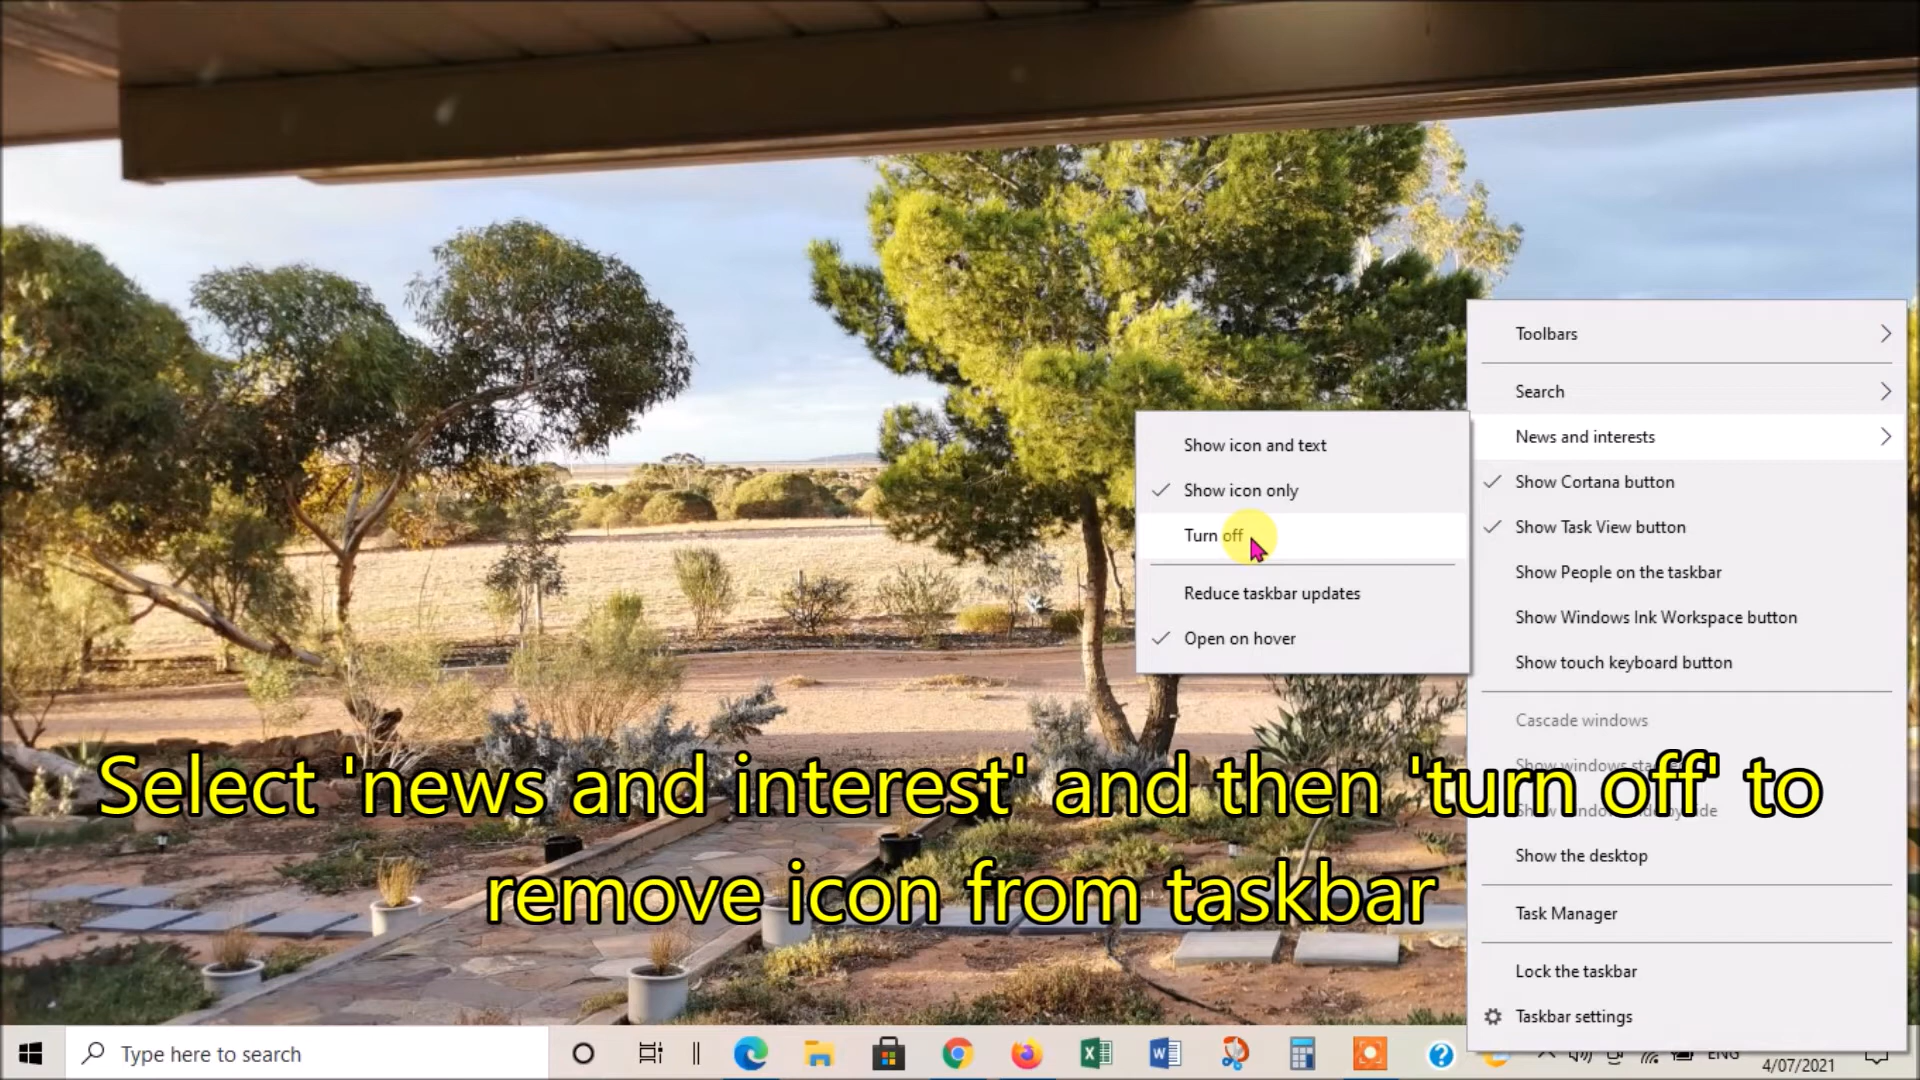 Toolbars
Search
News and interests
Show Cortana button
Show Task View button
Show People on the taskbar
Show Windows Ink Workspace button
Show touch keyboard button
Cascade windows
Show windows
Show the desktop
Task Manager
Lock the taskbar
Taskbar settings
Show icon and text
Show icon only
Turn off
Reduce taskbar updates
Open on hover
Select 'news and interest' and then 'turn off' to
remove icon from taskbar
Type here to search
ENG
4/07/2021